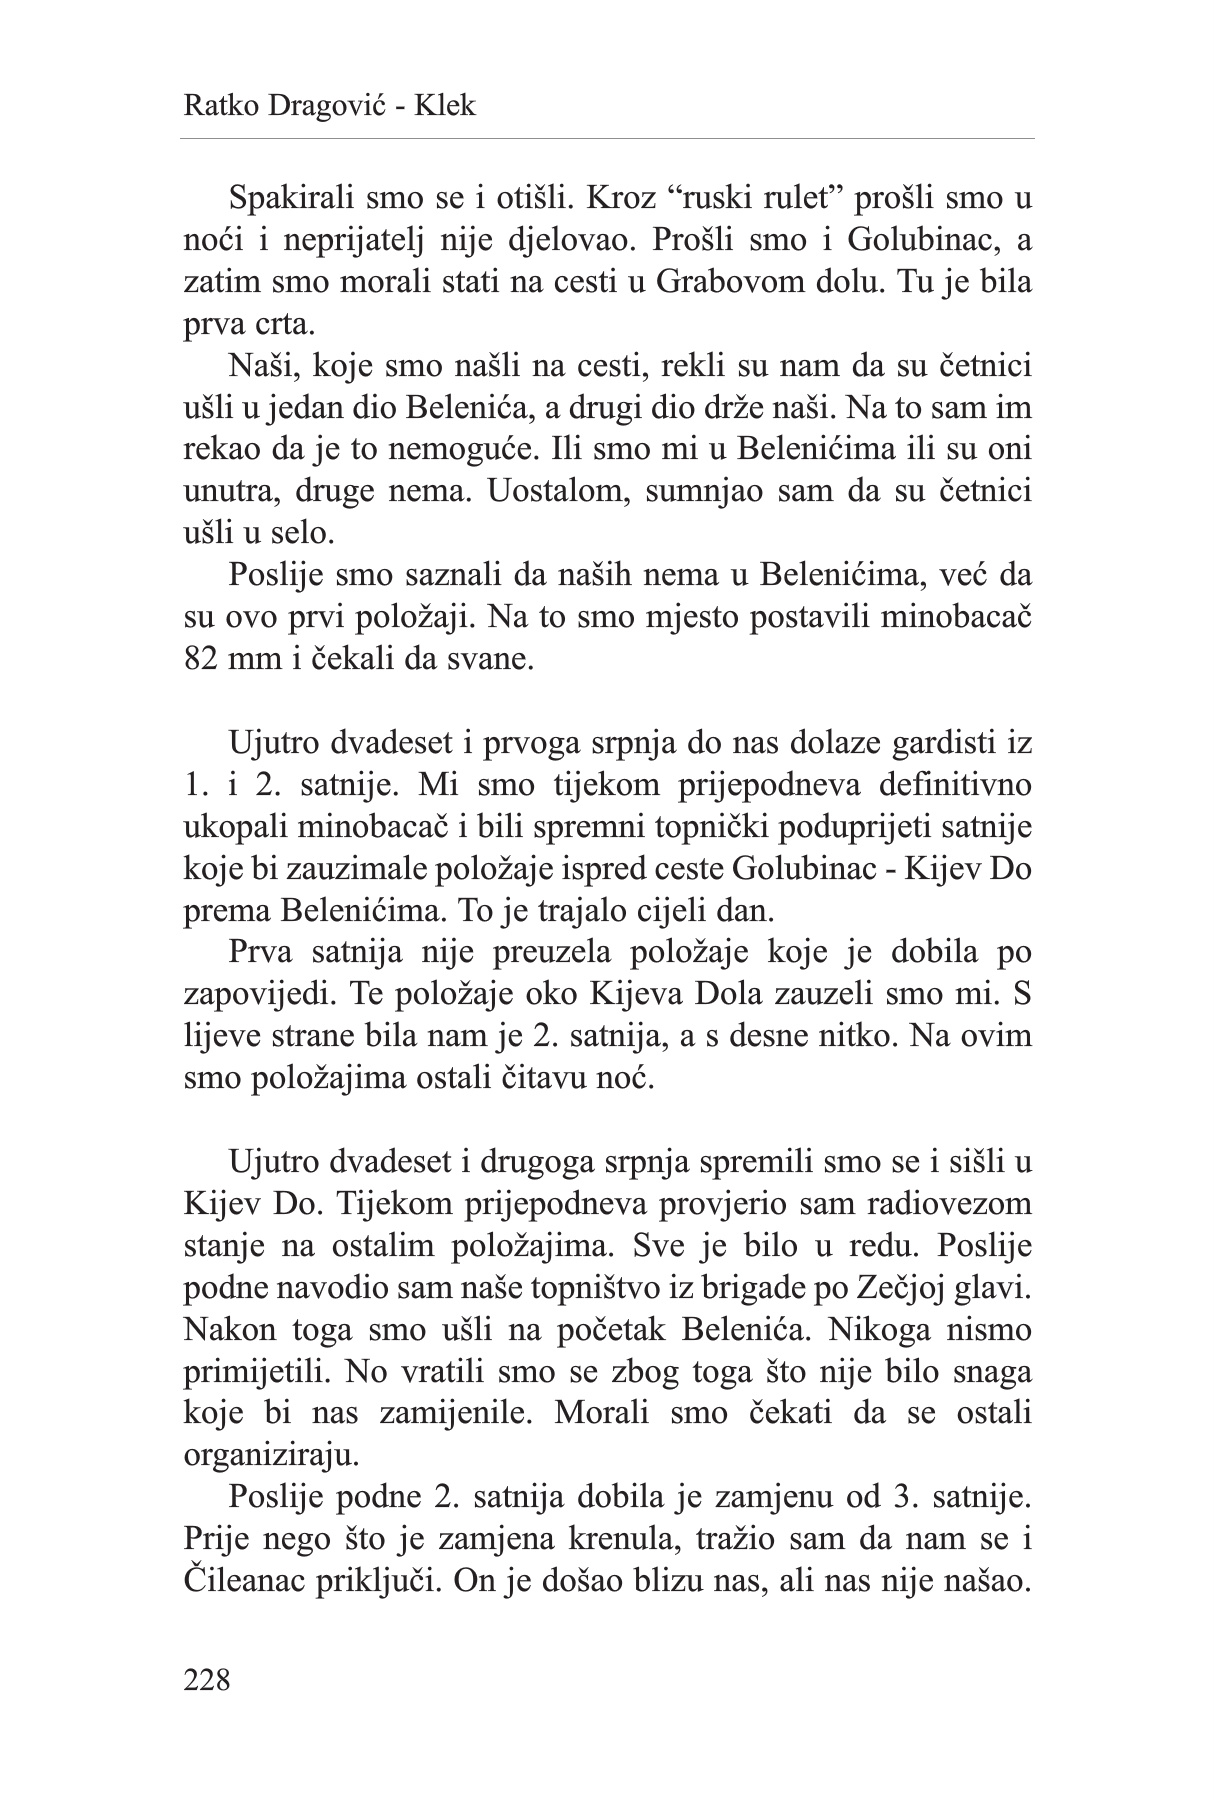 Ratko Dragović - Klek
Spakirali smo se i otišli. Kroz “ruski rulet” prošli smo u
noći i neprijatelj nije djelovao. Prošli smo i Golubinac, a
zatim smo morali stati na cesti u Grabovom dolu. Tu je bila
prva crta.
Naši, koje smo našli na cesti, rekli su nam da su četnici
ušli u jedan dio Belenića, a drugi dio drže naši. Na to sam im
rekao da je to nemoguće. Ili smo mi u Belenićima ili su oni
unutra, druge nema. Uostalom, sumnjao sam da su četnici
ušli u selo.
Poslije smo saznali da naših nema u Belenićima, već da
su ovo prvi položaji. Na to smo mjesto postavili minobacač
82 mm i čekali da svane.
Ujutro dvadeset i prvoga srpnja do nas dolaze gardisti iz
1. i 2. satnije. Mi smo tijekom prijepodneva definitivno
ukopali minobacač i bili spremni topnički poduprijeti satnije
koje bi zauzimale položaje ispred ceste Golubinac - Kijev Do
prema Belenićima. To je trajalo cijeli dan.
Prva satnija nije preuzela položaje koje je dobila po
zapovijedi. Te položaje oko Kijeva Dola zauzeli smo mi. S
lijeve strane bila nam je 2. satnija, a s desne nitko. Na ovim
smo položajima ostali čitavu noć.
Ujutro dvadeset i drugoga srpnja spremili smo se i sišli u
Kijev Do. Tijekom prijepodneva provjerio sam radiovezom
stanje na ostalim položajima. Sve je bilo u redu. Poslije
podne navodio sam naše topništvo iz brigade po Zečjoj glavi.
Nakon toga smo ušli na početak Belenića. Nikoga nismo
primijetili. No vratili smo se zbog toga što nije bilo snaga
koje bi nas zamijenile. Morali smo čekati da se ostali
organiziraju.
Poslije podne 2. satnija dobila je zamjenu od 3. satnije.
Prije nego što je zamjena krenula, tražio sam da nam se i
Čileanac priključi. On je došao blizu nas, ali nas nije našao.
228